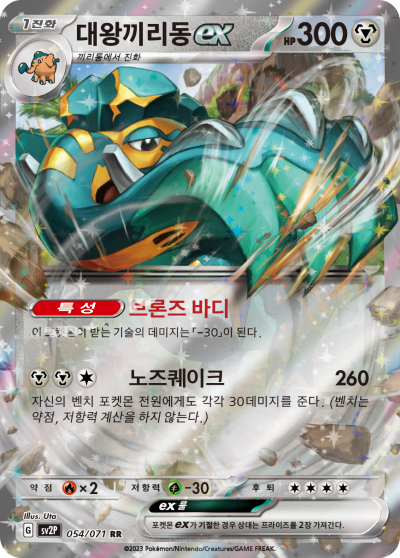 1진화 대왕끼리동 ex HP 300
끼리동에서 진화
특성 브론즈 바디
이 포켓몬이 받는 기술의 데미지는 「-30」이 된다.
노즈퀘이크 260
자신의 벤치 포켓몬 전원에게도 각각 30데미지를 준다. (벤치는
약점, 저항력 계산을 하지 않는다.)
약점 ×2 저항력 -30 후퇴
ex 룰
포켓몬 ex가 기절한 경우 상대는 프라이즈를 2장 가져간다.
Illus. Uta
G sv2P 054/071 RR
©2023 Pokémon/Nintendo/Creatures/GAME FREAK.